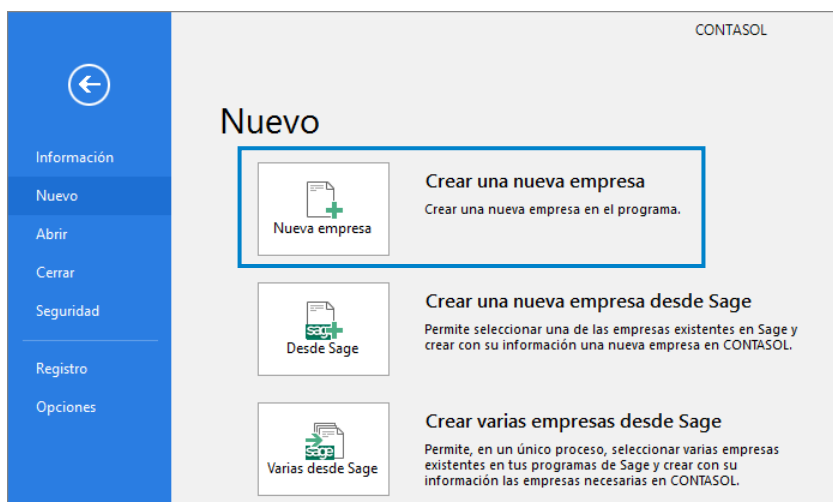 CONTASOL
Nuevo
Información
Nuevo
Abrir
Cerrar
Seguridad
Registro
Opciones
Nueva empresa
Crear una nueva empresa
Crear una nueva empresa en el programa.
sage
Desde Sage
Crear una nueva empresa desde Sage
Permite seleccionar una de las empresas existentes en Sage y
crear con su información una nueva empresa en CONTASOL.
sage
Varias desde Sage
Crear varias empresas desde Sage
Permite, en un único proceso, seleccionar varias empresas
existentes en tus programas de Sage y crear con su
información las empresas necesarias en CONTASOL.